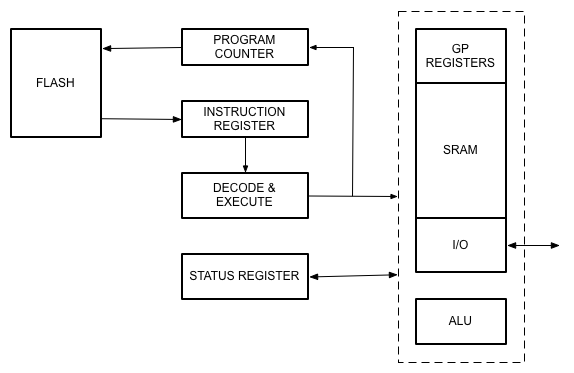 PROGRAM
COUNTER
FLASH
INSTRUCTION
REGISTER
DECODE &
EXECUTE
STATUS REGISTER
GP
REGISTERS
SRAM
I/O
ALU